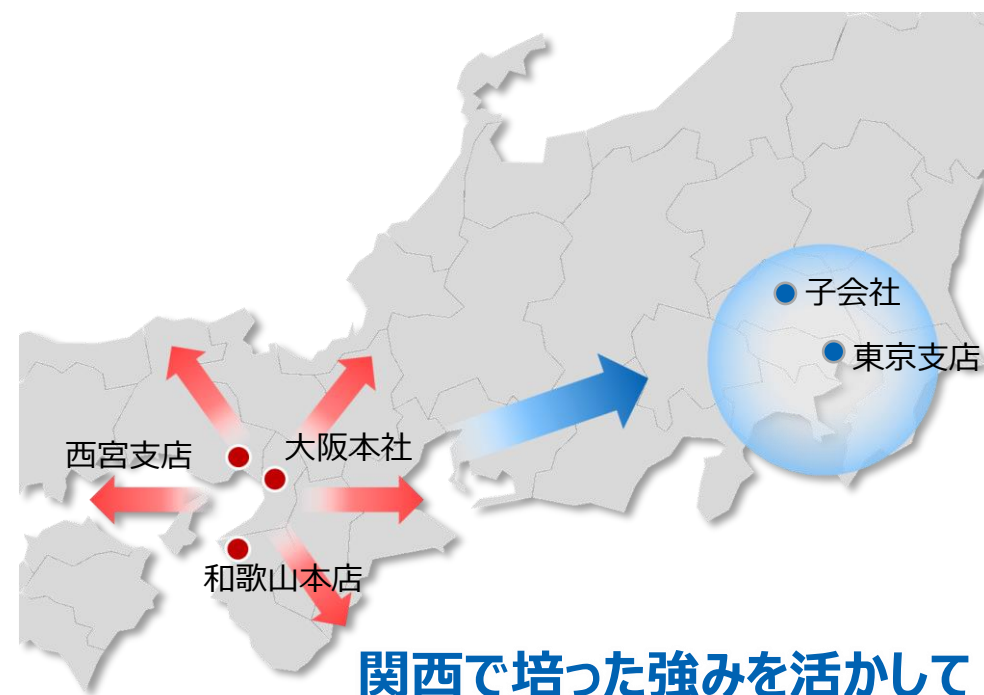 子会社
東京支店
大阪本社
西宮支店
和歌山本店
関西で培った強みを活かして